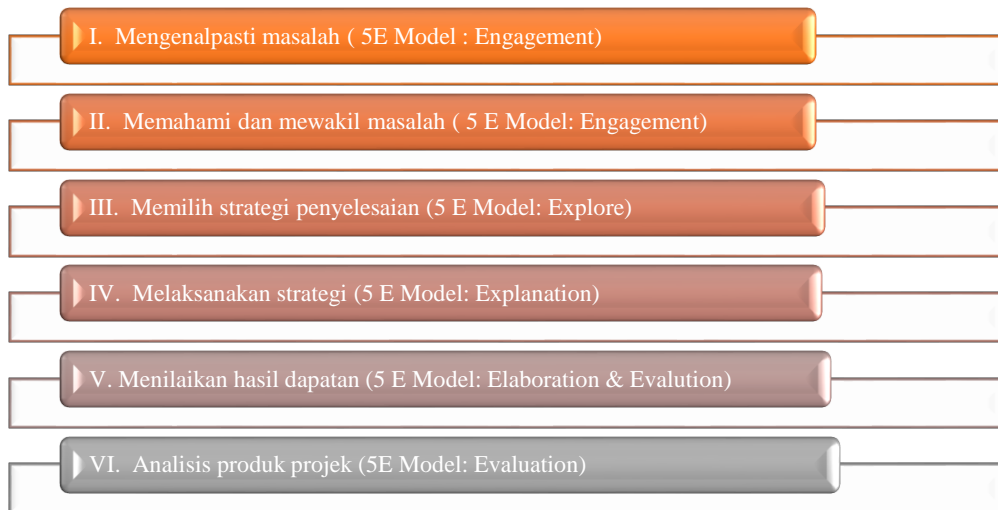 I. Mengenalpasti masalah ( 5E Model : Engagement)
II. Memahami dan mewakil masalah ( 5 E Model: Engagement)
III. Memilih strategi penyelesaian (5 E Model: Explore)
IV. Melaksanakan strategi (5 E Model: Explanation)
V. Menilaikan hasil dapatan (5 E Model: Elaboration & Evalution)
VI. Analisis produk projek (5E Model: Evaluation)